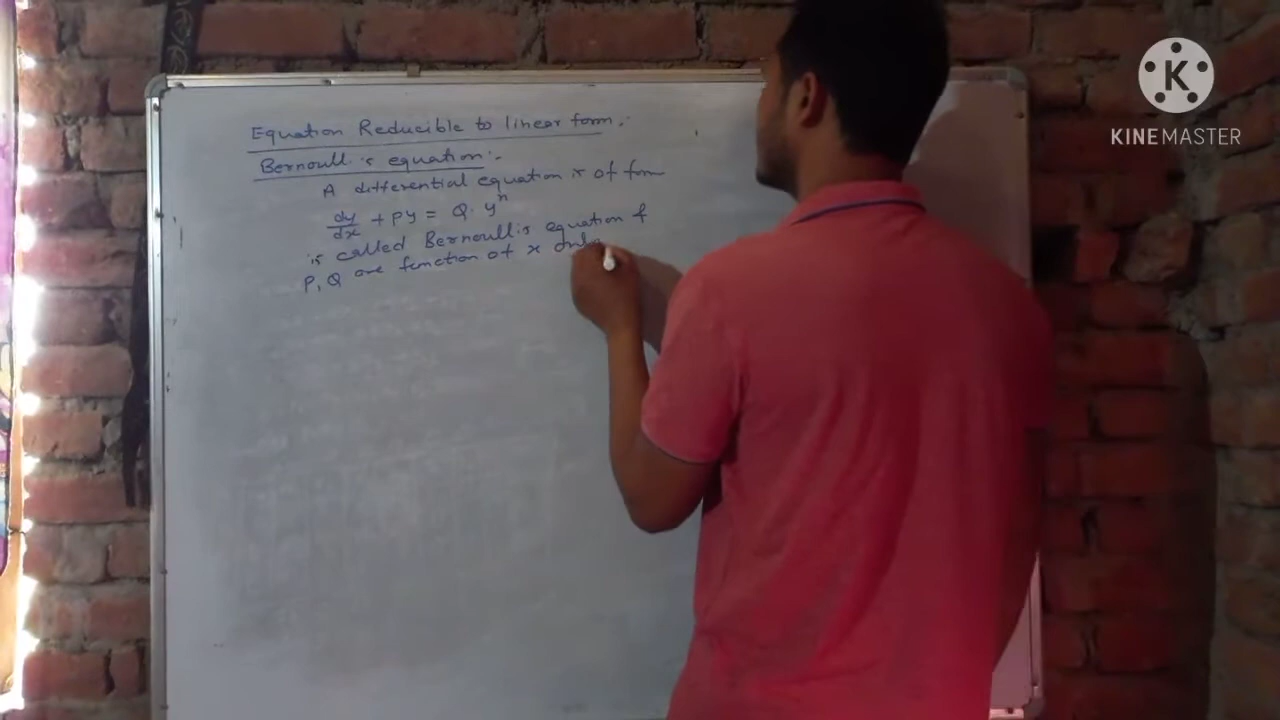 Equation Reducible to linear form :-
Bernoulli's equation :-
A differential equation is of form
dy/dx + Py = Q. y^n
is called Bernoulli's equation &
P, Q are function of x only
K
KINEMASTER